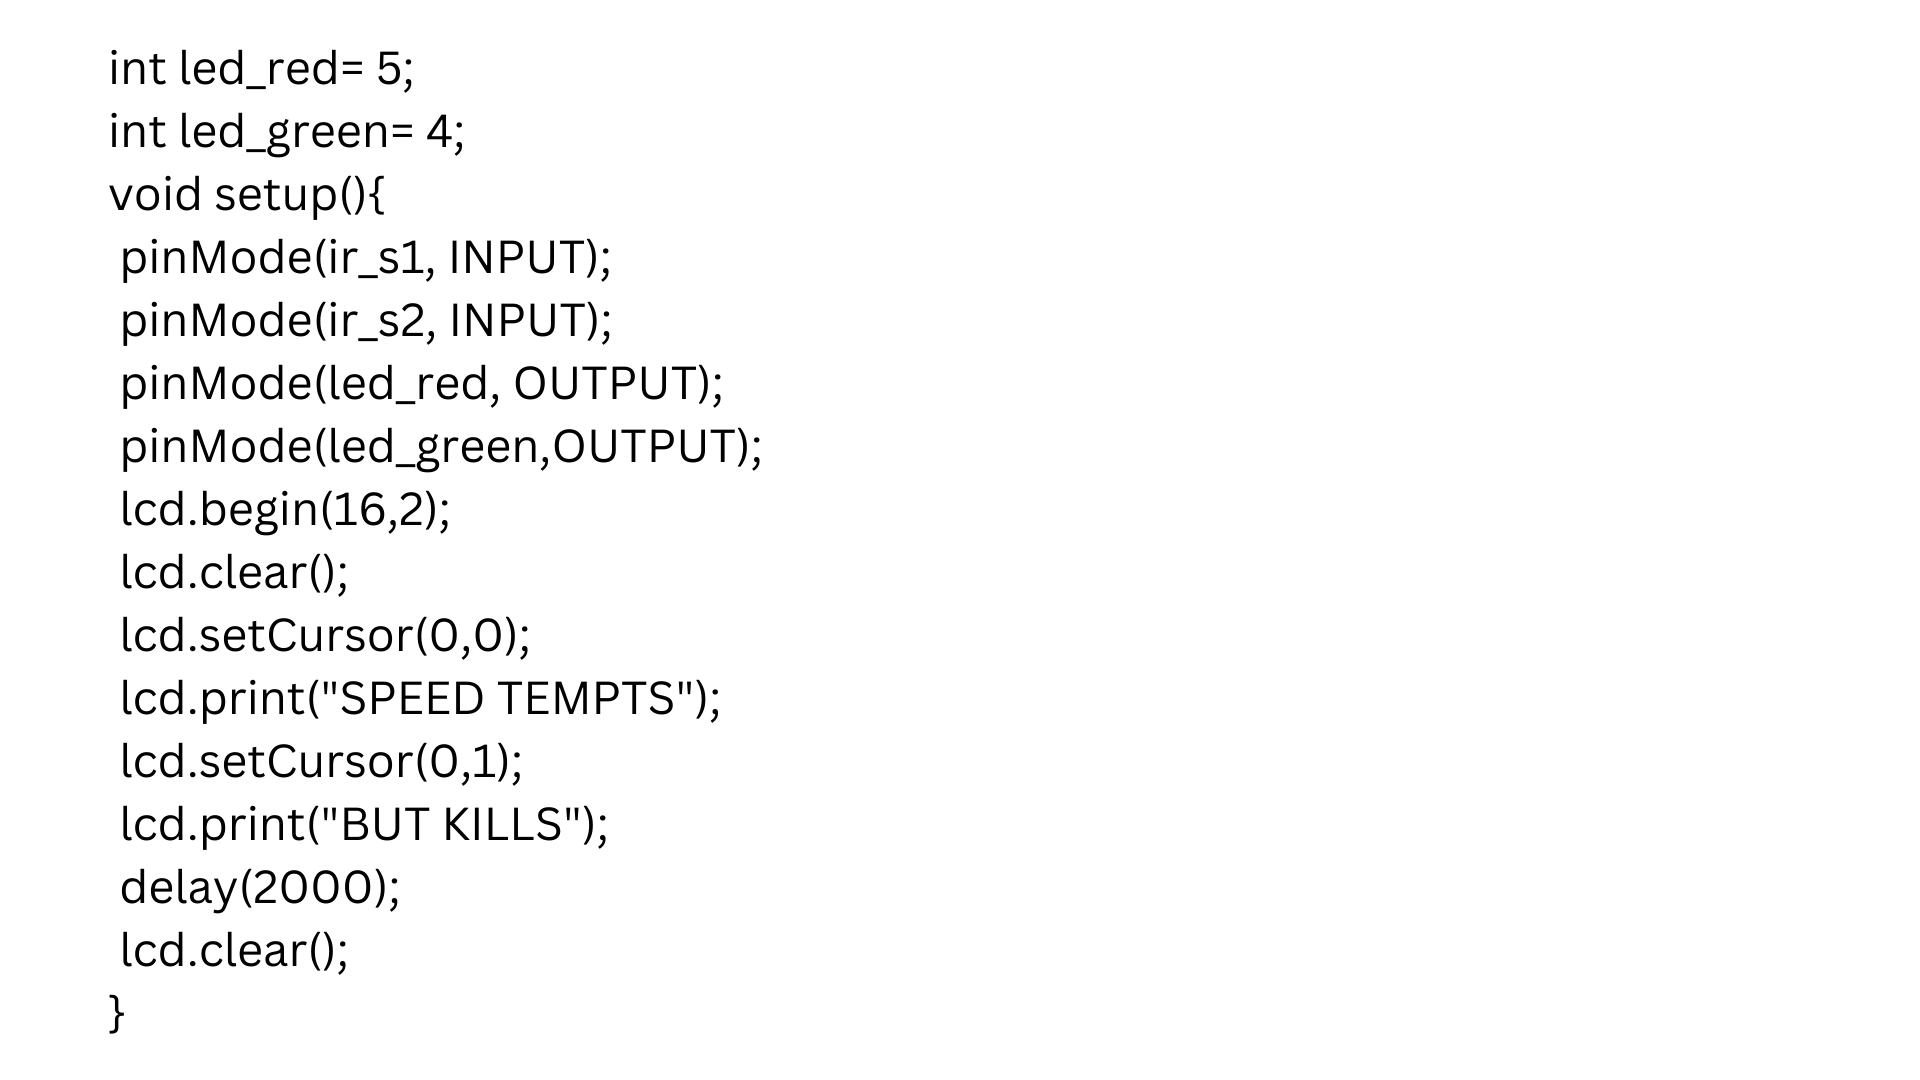 int led_red= 5;
int led_green= 4;
void setup(){
pinMode(ir_s1, INPUT);
pinMode(ir_s2, INPUT);
pinMode(led_red, OUTPUT);
pinMode(led_green,OUTPUT);
lcd.begin(16,2);
lcd.clear();
lcd.setCursor(0,0);
lcd.print("SPEED TEMPTS");
lcd.setCursor(0,1);
lcd.print("BUT KILLS");
delay(2000);
lcd.clear();
}